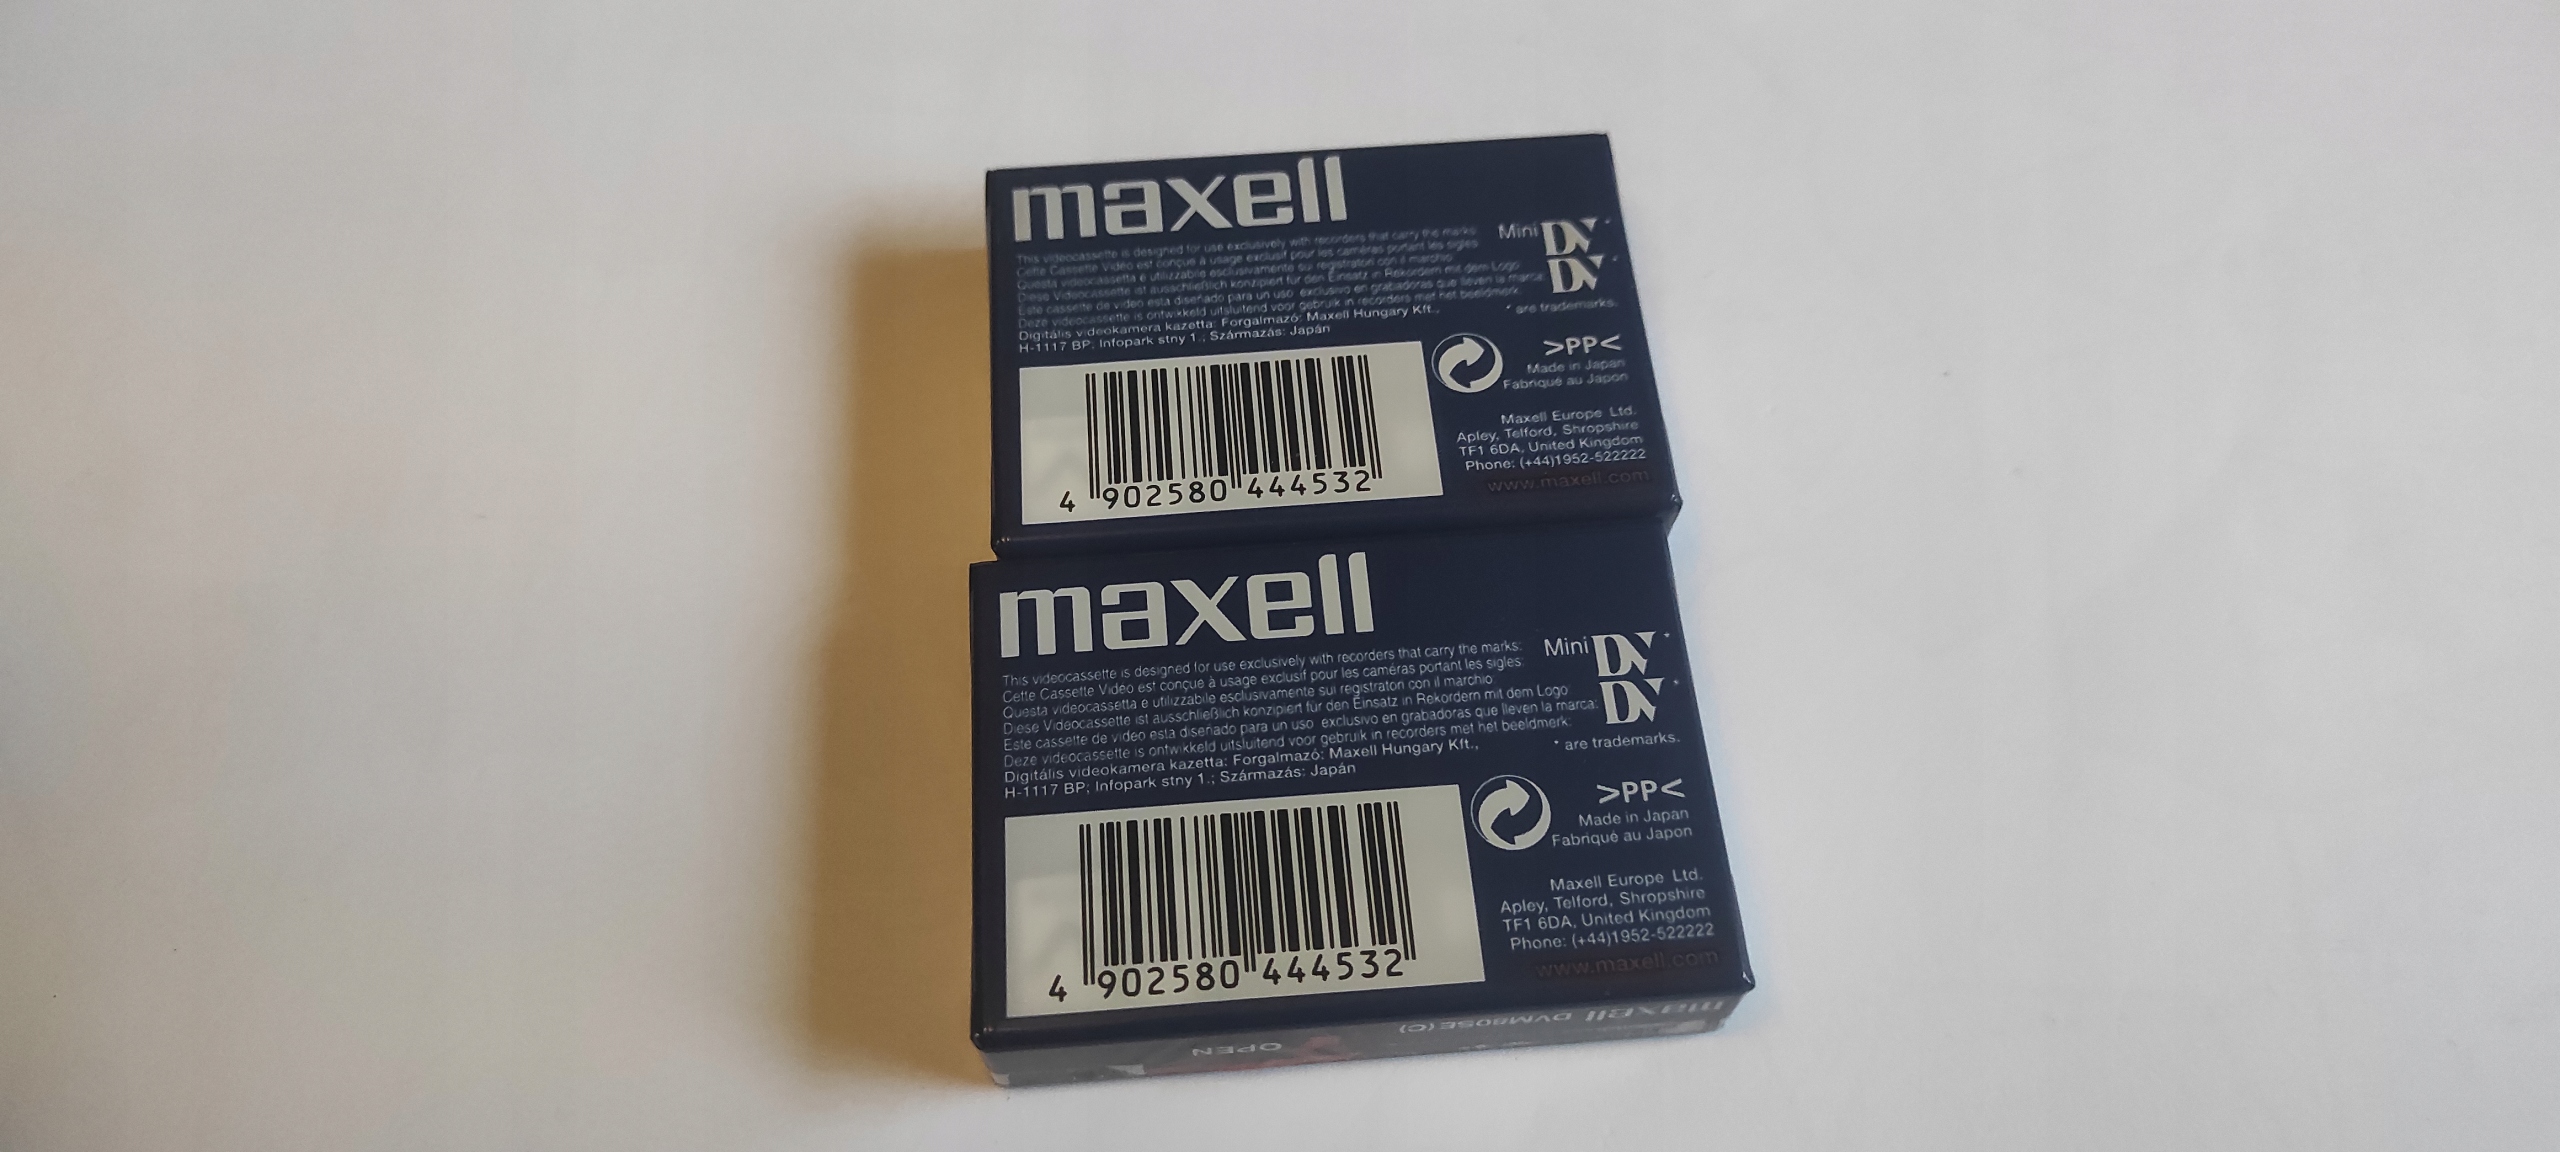 maxell
This videocassette is designed for use exclusively with recorders that carry the marks:
Cette Cassette Vidéo est conçue à usage exclusif pour les caméras portant les sigles:
Questa videocassetta e utilizzabile esclusivamente sui registratori con il marchio
Diese Videocassette ist ausschließlich konzipiert für den Einsatz in Rekordern mit dem Logo
Este cassette de video esta diseñado para un uso exclusivo en grabadoras que lleven la marca:
Deze videocassette is ontwikkeld uitsluitend voor gebruik in recorders met het beeldmerk:
Digitális videokamera kazetta: Forgalmazó: Maxell Hungary Kft.,
H-1117 BP; Infopark stny 1.; Származás: Japán
Mini DV*
DV*
* are trademarks.
>PP<
Made in Japan
Fabriqué au Japon
Maxell Europe Ltd.
Apley, Telford, Shropshire
TF1 6DA, United Kingdom
Phone: (+44)1952-522222
www.maxell.com
4 902580 444532
maxell
This videocassette is designed for use exclusively with recorders that carry the marks:
Cette Cassette Vidéo est conçue à usage exclusif pour les caméras portant les sigles:
Questa videocassetta e utilizzabile esclusivamente sui registratori con il marchio
Diese Videocassette ist ausschließlich konzipiert für den Einsatz in Rekordern mit dem Logo
Este cassette de video esta diseñado para un uso exclusivo en grabadoras que lleven la marca:
Deze videocassette is ontwikkeld uitsluitend voor gebruik in recorders met het beeldmerk:
Digitális videokamera kazetta: Forgalmazó: Maxell Hungary Kft.,
H-1117 BP; Infopark stny 1.; Származás: Japán
Mini DV*
DV*
* are trademarks.
>PP<
Made in Japan
Fabriqué au Japon
Maxell Europe Ltd.
Apley, Telford, Shropshire
TF1 6DA, United Kingdom
Phone: (+44)1952-522222
www.maxell.com
4 902580 444532
maxell DVM80SE(C)
OPEN